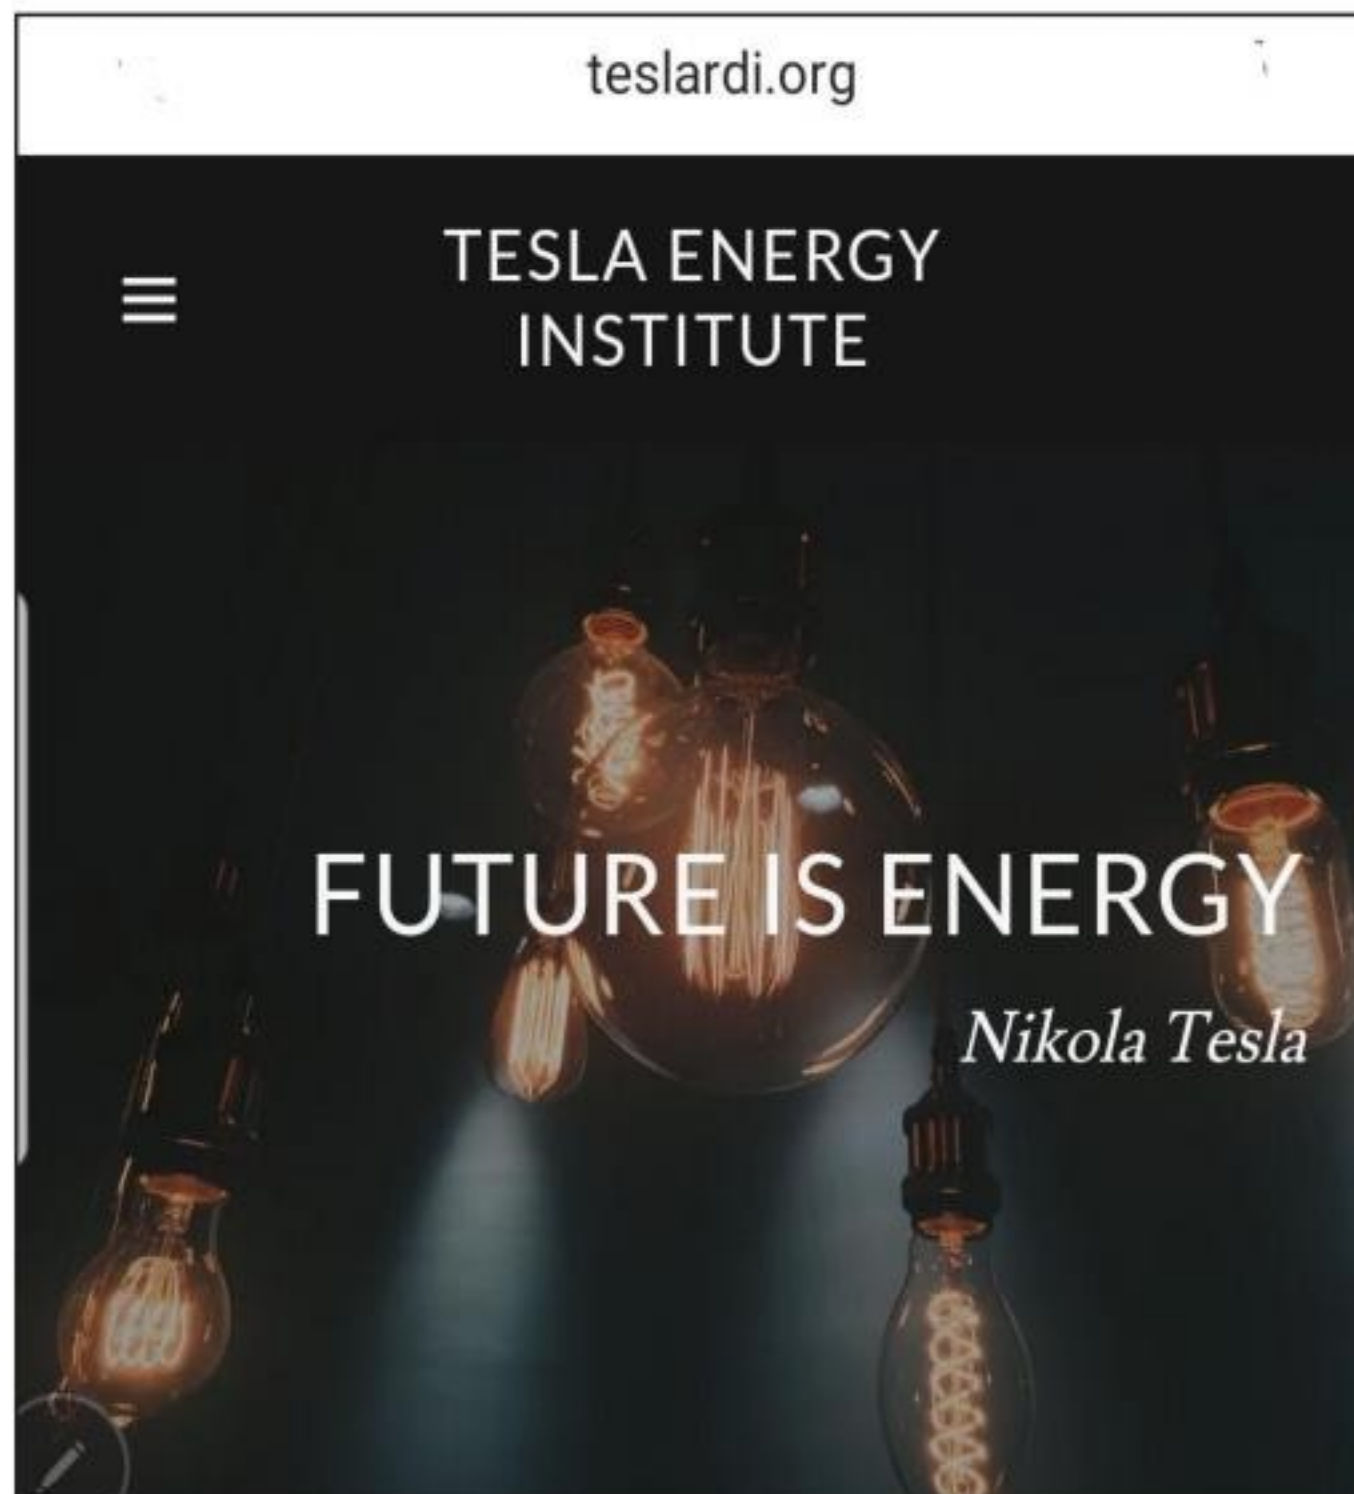 teslardi.org
TESLA ENERGY
INSTITUTE
FUTURE IS ENERGY
Nikola Tesla